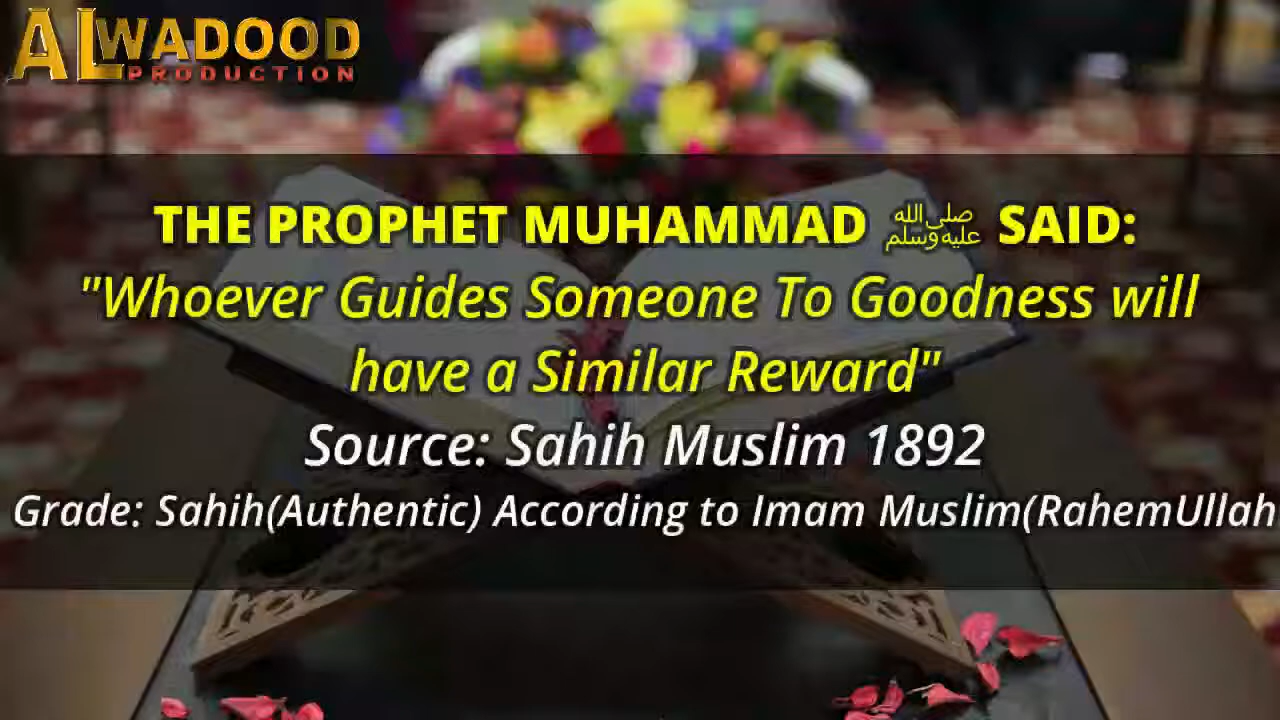 ALWADOOD
PRODUCTION
THE PROPHET MUHAMMAD ﷺ SAID:
"Whoever Guides Someone To Goodness will
have a Similar Reward"
Source: Sahih Muslim 1892
Grade: Sahih(Authentic) According to Imam Muslim(RahemUllah